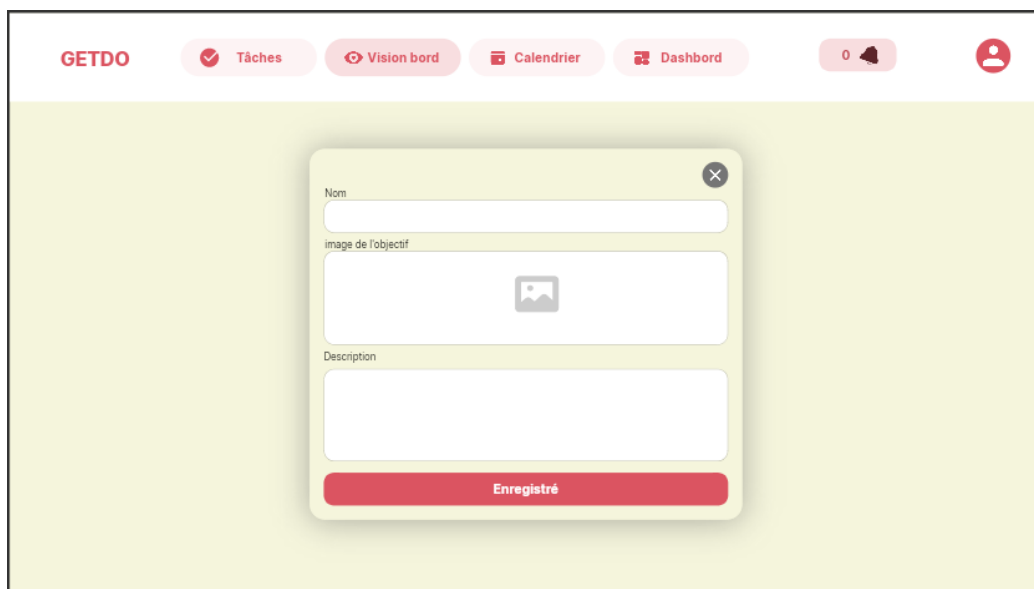 GETDO
Tâches
Vision bord
Calendrier
Dashbord
0
Nom
image de l'objectif
Description
Enregistré